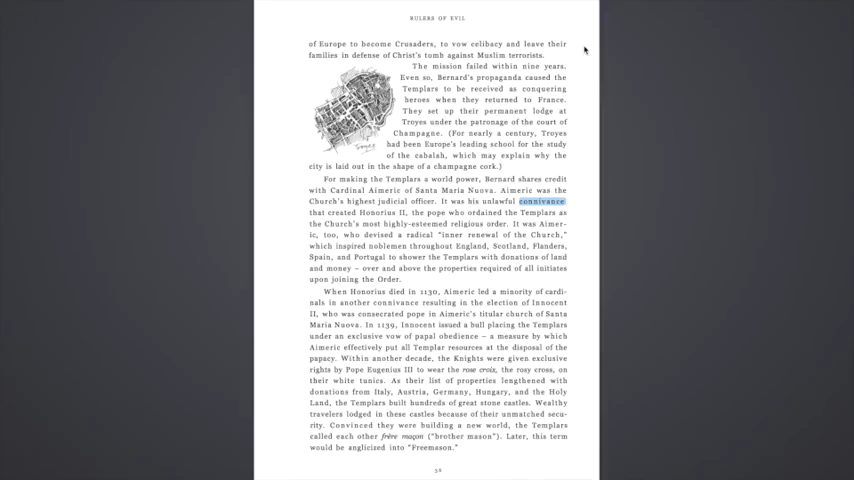 RULERS OF EVIL
of Europe to become Crusaders, to vow celibacy and leave their
families in defense of Christ's tomb against Muslim terrorists.
The mission failed within nine years.
Even so, Bernard's propaganda caused the
Templars to be received as conquering
heroes when they returned to France.
They set up their permanent lodge at
Troyes under the patronage of the court of
Champagne. (For nearly a century, Troyes
had been Europe's leading school for the study
of the cabalah, which may explain why the
city is laid out in the shape of a champagne cork.)
For making the Templars a world power, Bernard shares credit
with Cardinal Aimeric of Santa Maria Nuova. Aimeric was the
Church's highest judicial officer. It was his unlawful connivance
that created Honorius II, the pope who ordained the Templars as
the Church's most highly-esteemed religious order. It was Aimer-
ic, too, who devised a radical "inner renewal of the Church,"
which inspired noblemen throughout England, Scotland, Flanders,
Spain, and Portugal to shower the Templars with donations of land
and money – over and above the properties required of all initiates
upon joining the Order.
When Honorius died in 1130, Aimeric led a minority of cardi-
nals in another connivance resulting in the election of Innocent
II, who was consecrated pope in Aimeric's titular church of Santa
Maria Nuova. In 1139, Innocent issued a bull placing the Templars
under an exclusive vow of papal obedience – a measure by which
Aimeric effectively put all Templar resources at the disposal of the
papacy. Within another decade, the Knights were given exclusive
rights by Pope Eugenius III to wear the rose croix, the rosy cross, on
their white tunics. As their list of properties lengthened with
donations from Italy, Austria, Germany, Hungary, and the Holy
Land, the Templars built hundreds of great stone castles. Wealthy
travelers lodged in these castles because of their unmatched secu-
rity. Convinced they were building a new world, the Templars
called each other frère maçon ("brother mason"). Later, this term
would be anglicized into "Freemason."